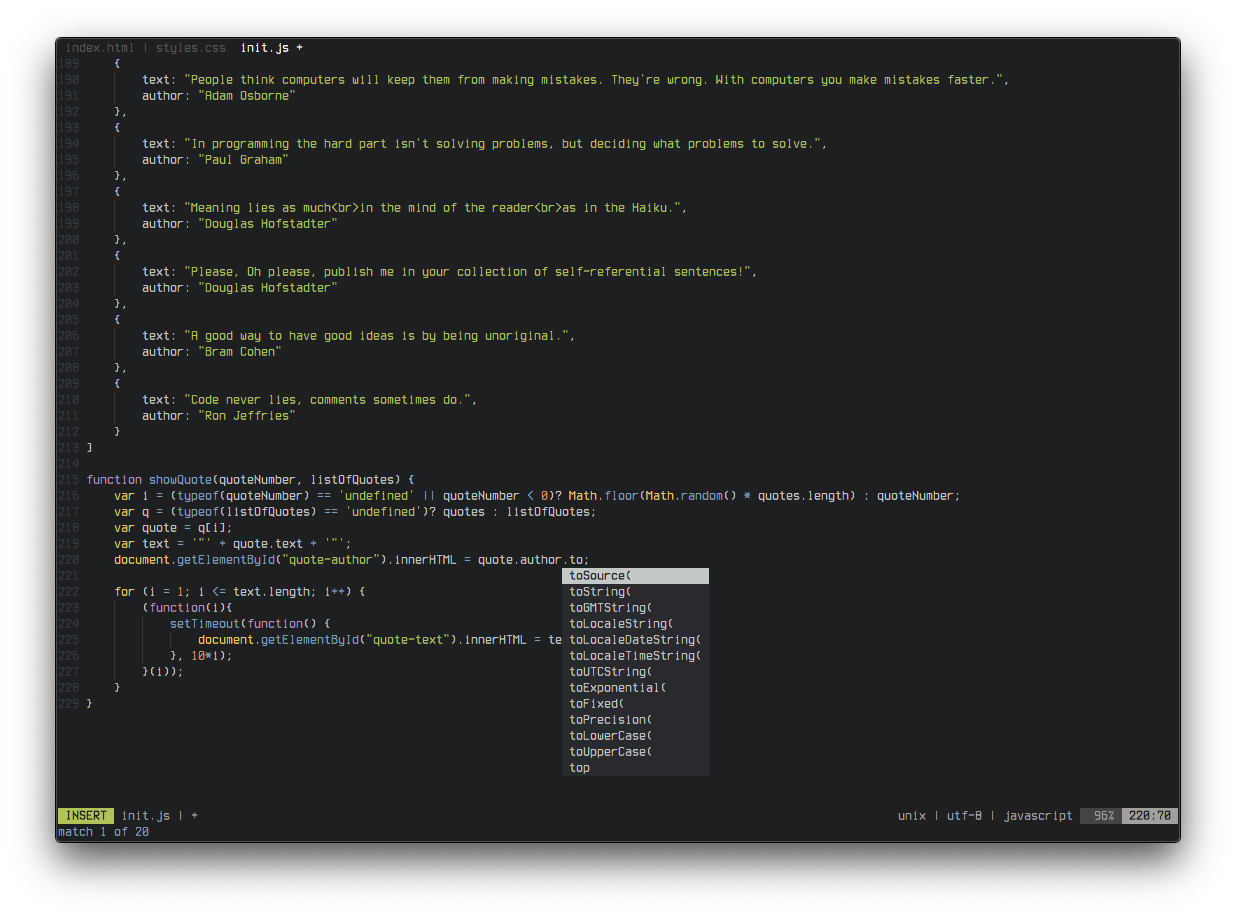 index.html | styles.css  init.js +
189     {
190         text: "People think computers will keep them from making mistakes. They're wrong. With computers you make mistakes faster.",
191         author: "Adam Osborne"
192     },
193     {
194         text: "In programming the hard part isn't solving problems, but deciding what problems to solve.",
195         author: "Paul Graham"
196     },
197     {
198         text: "Meaning lies as much<br>in the mind of the reader<br>as in the Haiku.",
199         author: "Douglas Hofstadter"
200     },
201     {
202         text: "Please, Oh please, publish me in your collection of self-referential sentences!",
203         author: "Douglas Hofstadter"
204     },
205     {
206         text: "A good way to have good ideas is by being unoriginal.",
207         author: "Bram Cohen"
208     },
209     {
210         text: "Code never lies, comments sometimes do.",
211         author: "Ron Jeffries"
212     }
213 ]
214
215 function showQuote(quoteNumber, listOfQuotes) {
216     var i = (typeof(quoteNumber) == 'undefined' || quoteNumber < 0)? Math.floor(Math.random() * quotes.length) : quoteNumber;
217     var q = (typeof(listOfQuotes) == 'undefined')? quotes : listOfQuotes;
218     var quote = q[i];
219     var text = '"' + quote.text + '"';
220     document.getElementById("quote-author").innerHTML = quote.author.to;
221     toSource(
222     for (i = 1; i <= text.length; i++) {     toString(
223         (function(i){     toGMTString(
224             setTimeout(function() {     toLocaleString(
225                 document.getElementById("quote-text").innerHTML = te     toLocaleDateString(
226             }, 10*i);     toLocaleTimeString(
227         }(i));     toUTCString(
228     }     toExponential(
229 }     toFixed(
toPrecision(
toLowerCase(
toUpperCase(
top
INSERT  init.js | +     unix | utf-8 | javascript  96%  220:70
match 1 of 20